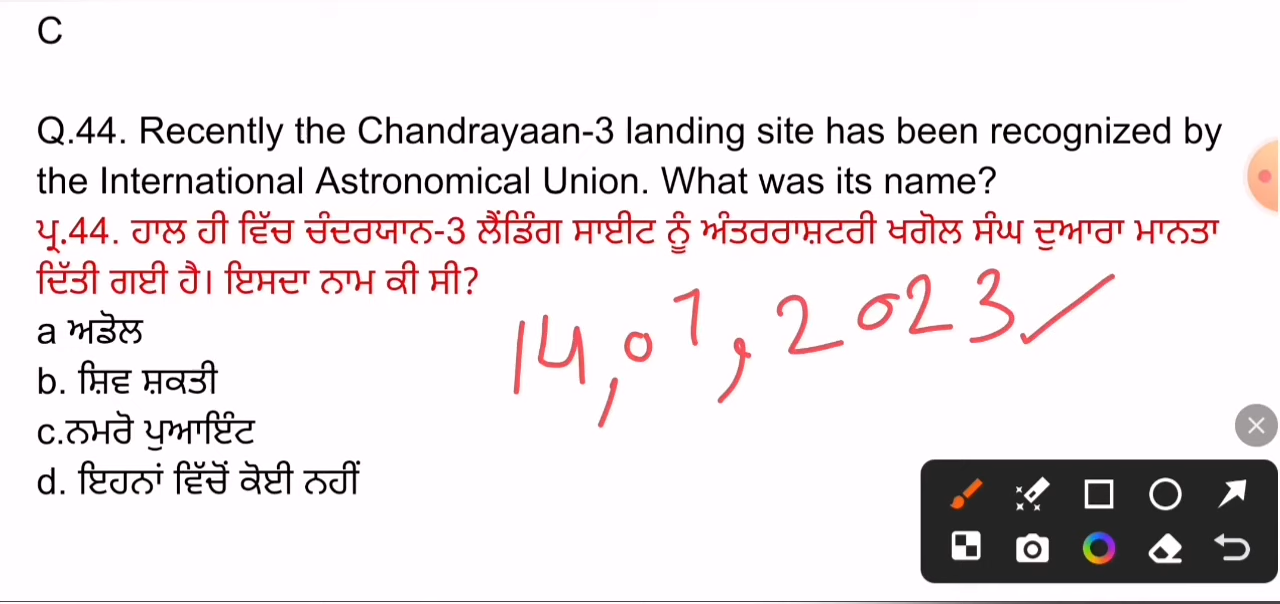 C
Q.44. Recently the Chandrayaan-3 landing site has been recognized by
the International Astronomical Union. What was its name?
ਪ੍ਰ.44. ਹਾਲ ਹੀ ਵਿੱਚ ਚੰਦਰਯਾਨ-3 ਲੈਂਡਿੰਗ ਸਾਈਟ ਨੂੰ ਅੰਤਰਰਾਸ਼ਟਰੀ ਖਗੋਲ ਸੰਘ ਦੁਆਰਾ ਮਾਨਤਾ
ਦਿੱਤੀ ਗਈ ਹੈ। ਇਸਦਾ ਨਾਮ ਕੀ ਸੀ?
a ਅਡੋਲ
b. ਸ਼ਿਵ ਸ਼ਕਤੀ
c.ਨਮਰੋ ਪੁਆਇੰਟ
d. ਇਹਨਾਂ ਵਿੱਚੋਂ ਕੋਈ ਨਹੀਂ
14,07,2023